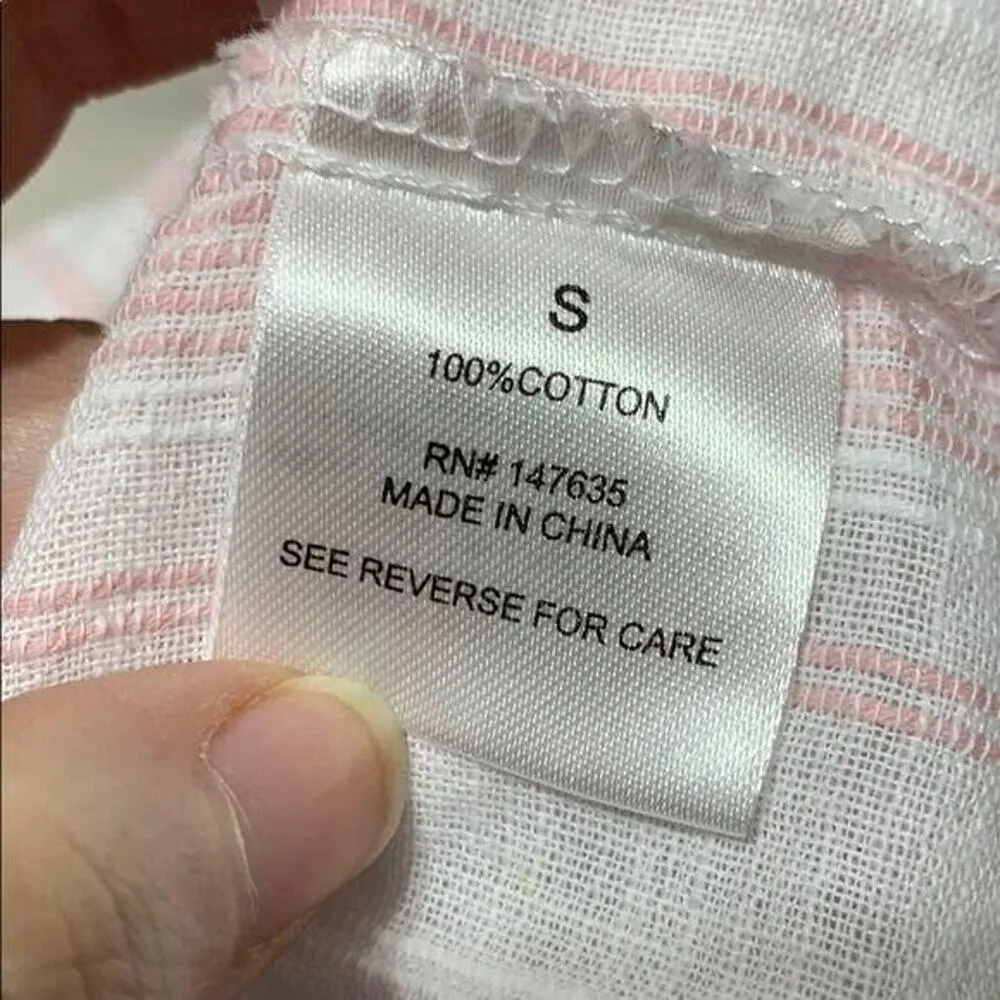 S
100%COTTON
RN# 147635
MADE IN CHINA
SEE REVERSE FOR CARE